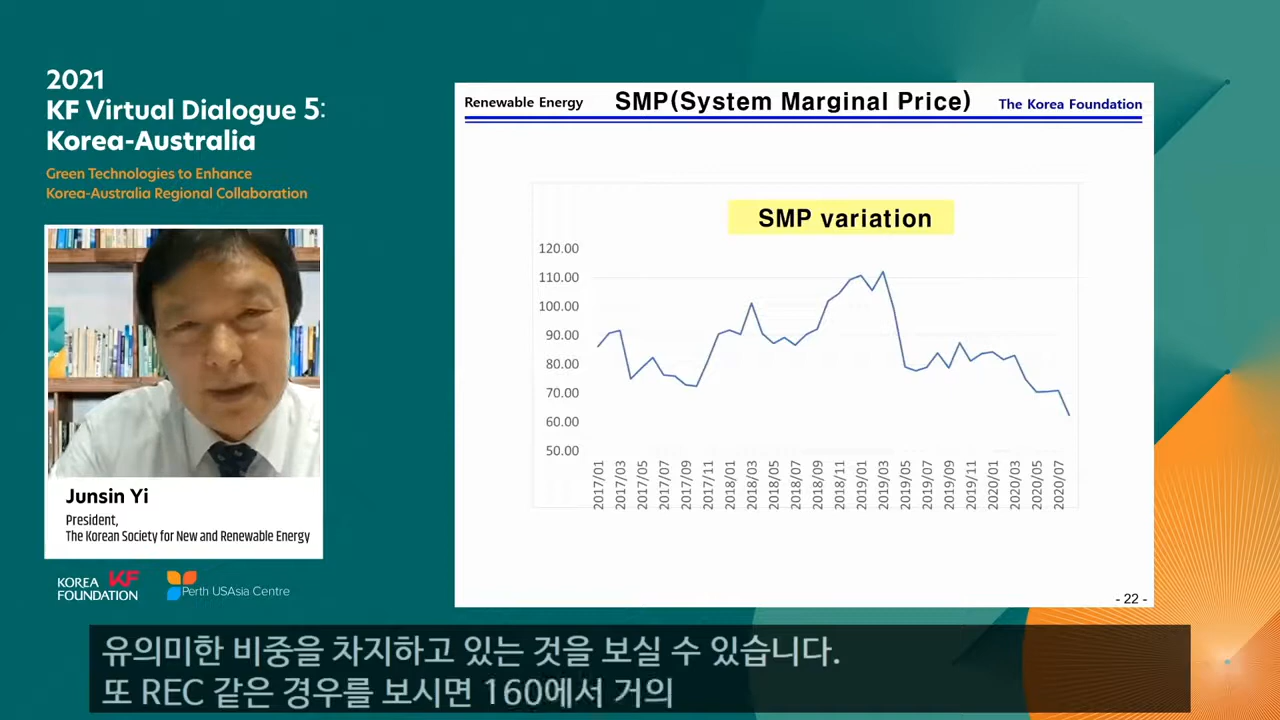 2021
KF Virtual Dialogue 5:
Korea-Australia
Green Technologies to Enhance
Korea-Australia Regional Collaboration
Junsin Yi
President,
The Korean Society for New and Renewable Energy
KOREA KF
FOUNDATION
Perth USAsia Centre
Renewable Energy
SMP(System Marginal Price)
The Korea Foundation
SMP variation
120.00
110.00
100.00
90.00
80.00
70.00
60.00
50.00
2017/01
2017/03
2017/05
2017/07
2017/09
2017/11
2018/01
2018/03
2018/05
2018/07
2018/09
2018/11
2019/01
2019/03
2019/05
2019/07
2019/09
2019/11
2020/01
2020/03
2020/05
2020/07
- 22 -
유의미한 비중을 차지하고 있는 것을 보실 수 있습니다.
또 REC 같은 경우를 보시면 160에서 거의